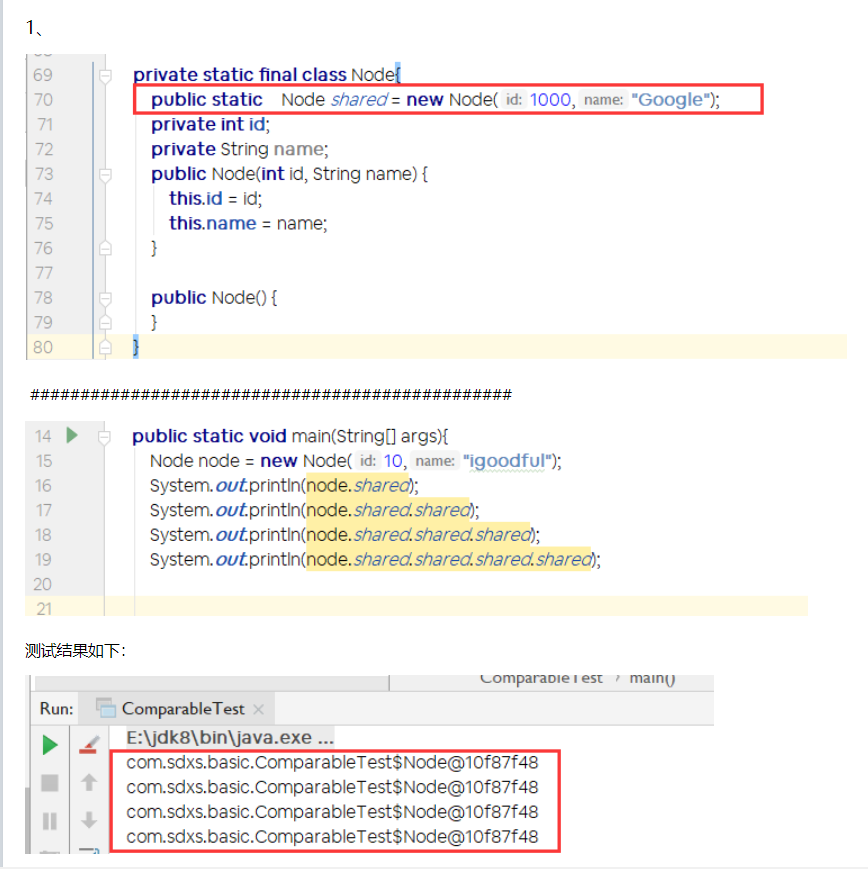 1、
69 private static final class Node{
70 public static Node shared = new Node( id: 1000, name: "Google");
71 private int id;
72 private String name;
73 public Node(int id, String name) {
74 this.id = id;
75 this.name = name;
76 }
77
78 public Node() {
79 }
80 }
################################################
14 public static void main(String[] args){
15 Node node = new Node( id: 10, name: "igoodful");
16 System.out.println(node.shared);
17 System.out.println(node.shared.shared);
18 System.out.println(node.shared.shared.shared);
19 System.out.println(node.shared.shared.shared.shared);
20
21
测试结果如下：
ComparableTest › main()
Run: ComparableTest ×
E:\jdk8\bin\java.exe ...
com.sdxs.basic.ComparableTest$Node@10f87f48
com.sdxs.basic.ComparableTest$Node@10f87f48
com.sdxs.basic.ComparableTest$Node@10f87f48
com.sdxs.basic.ComparableTest$Node@10f87f48